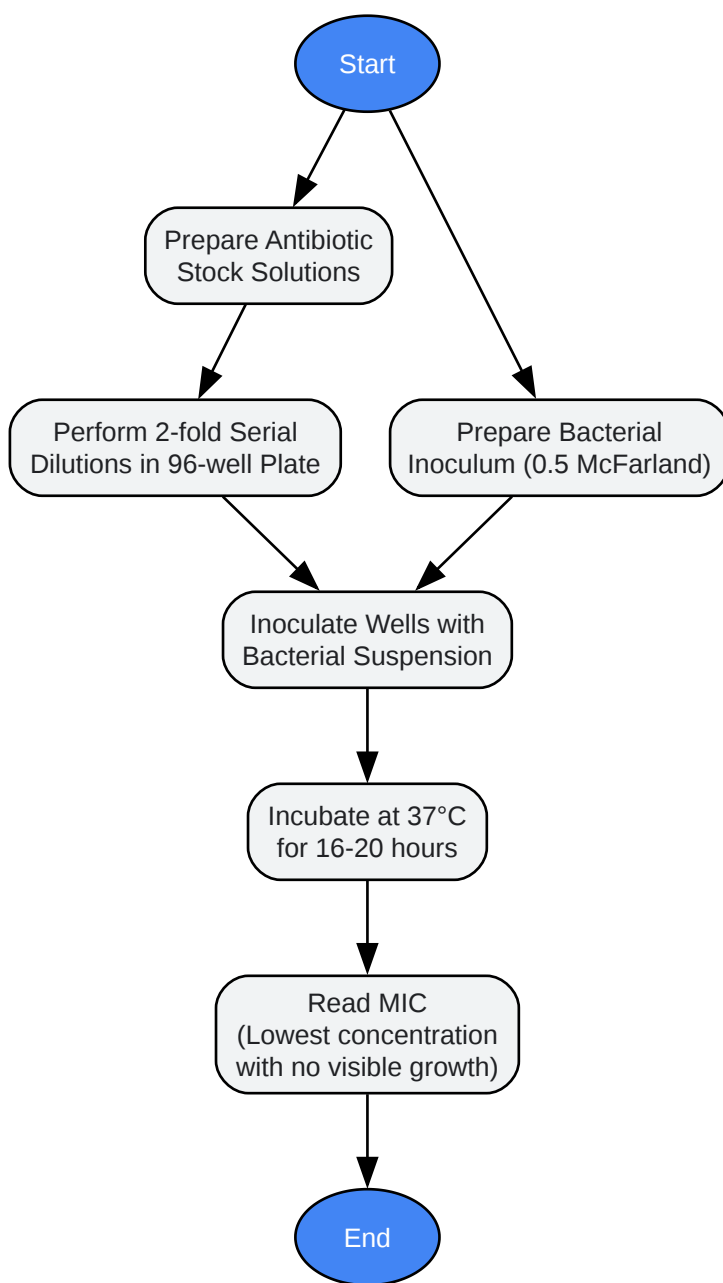 Start
Prepare Antibiotic
Stock Solutions
Perform 2-fold Serial
Dilutions in 96-well Plate
Prepare Bacterial
Inoculum (0.5 McFarland)
Inoculate Wells with
Bacterial Suspension
Incubate at 37°C
for 16-20 hours
Read MIC
(Lowest concentration
with no visible growth)
End